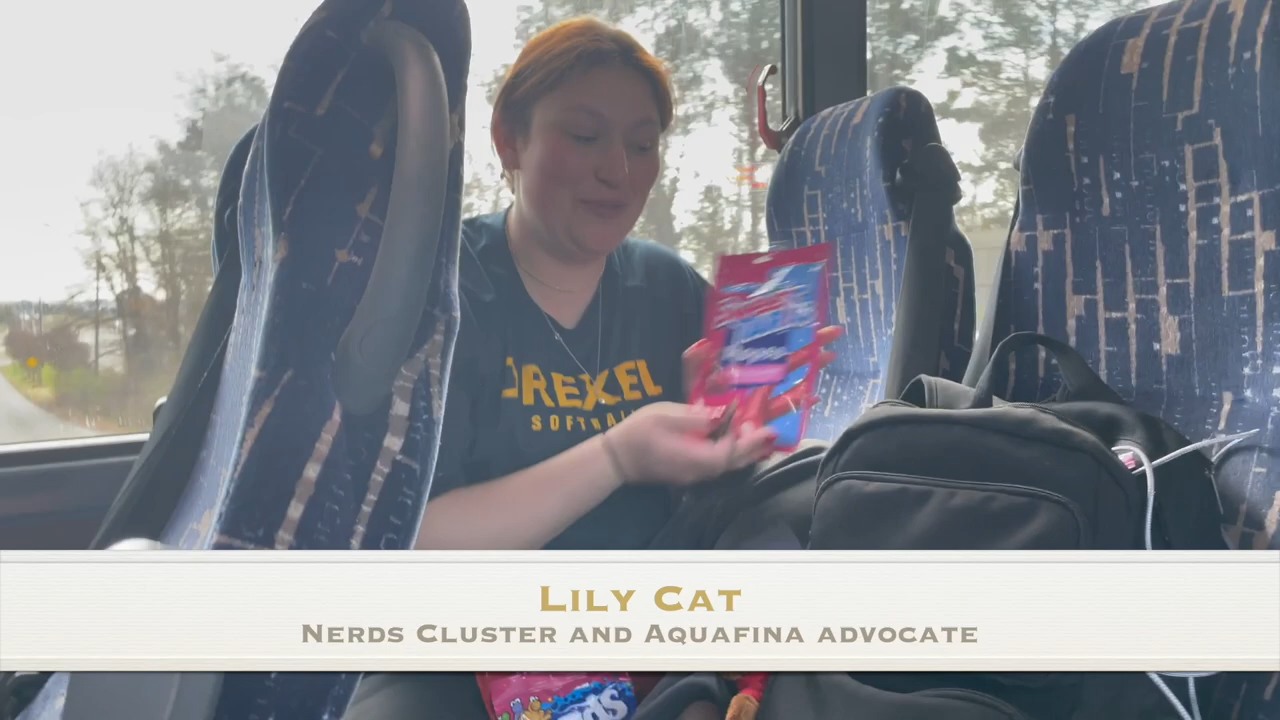 DREXEL
SOFTBALL
LILY CAT
NERDS CLUSTER AND AQUAFINA ADVOCATE